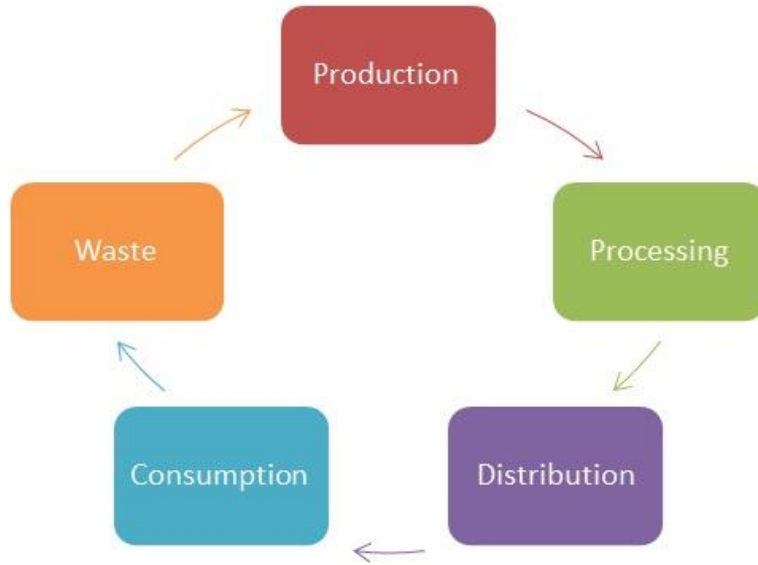 Production
Processing
Distribution
Consumption
Waste